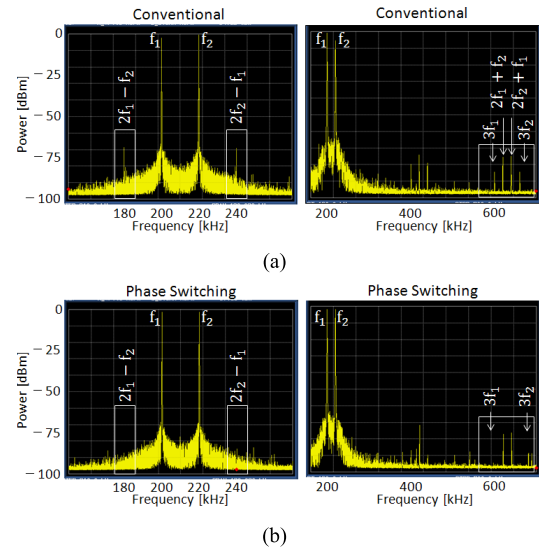 Conventional
Conventional
0
−25
−50
−75
−100
Power [dBm]
f₁
f₂
2f₁ − f₂
2f₂ − f₁
180
200
220
240
Frequency [kHz]
f₁
f₂
3f₁
2f₁ + f₂
2f₂ + f₁
3f₂
200
400
600
Frequency [kHz]
(a)
Phase Switching
Phase Switching
0
−25
−50
−75
−100
Power [dBm]
f₁
f₂
2f₁ − f₂
2f₂ − f₁
180
200
220
240
Frequency [kHz]
f₁
f₂
3f₁
3f₂
200
400
600
Frequency [kHz]
(b)